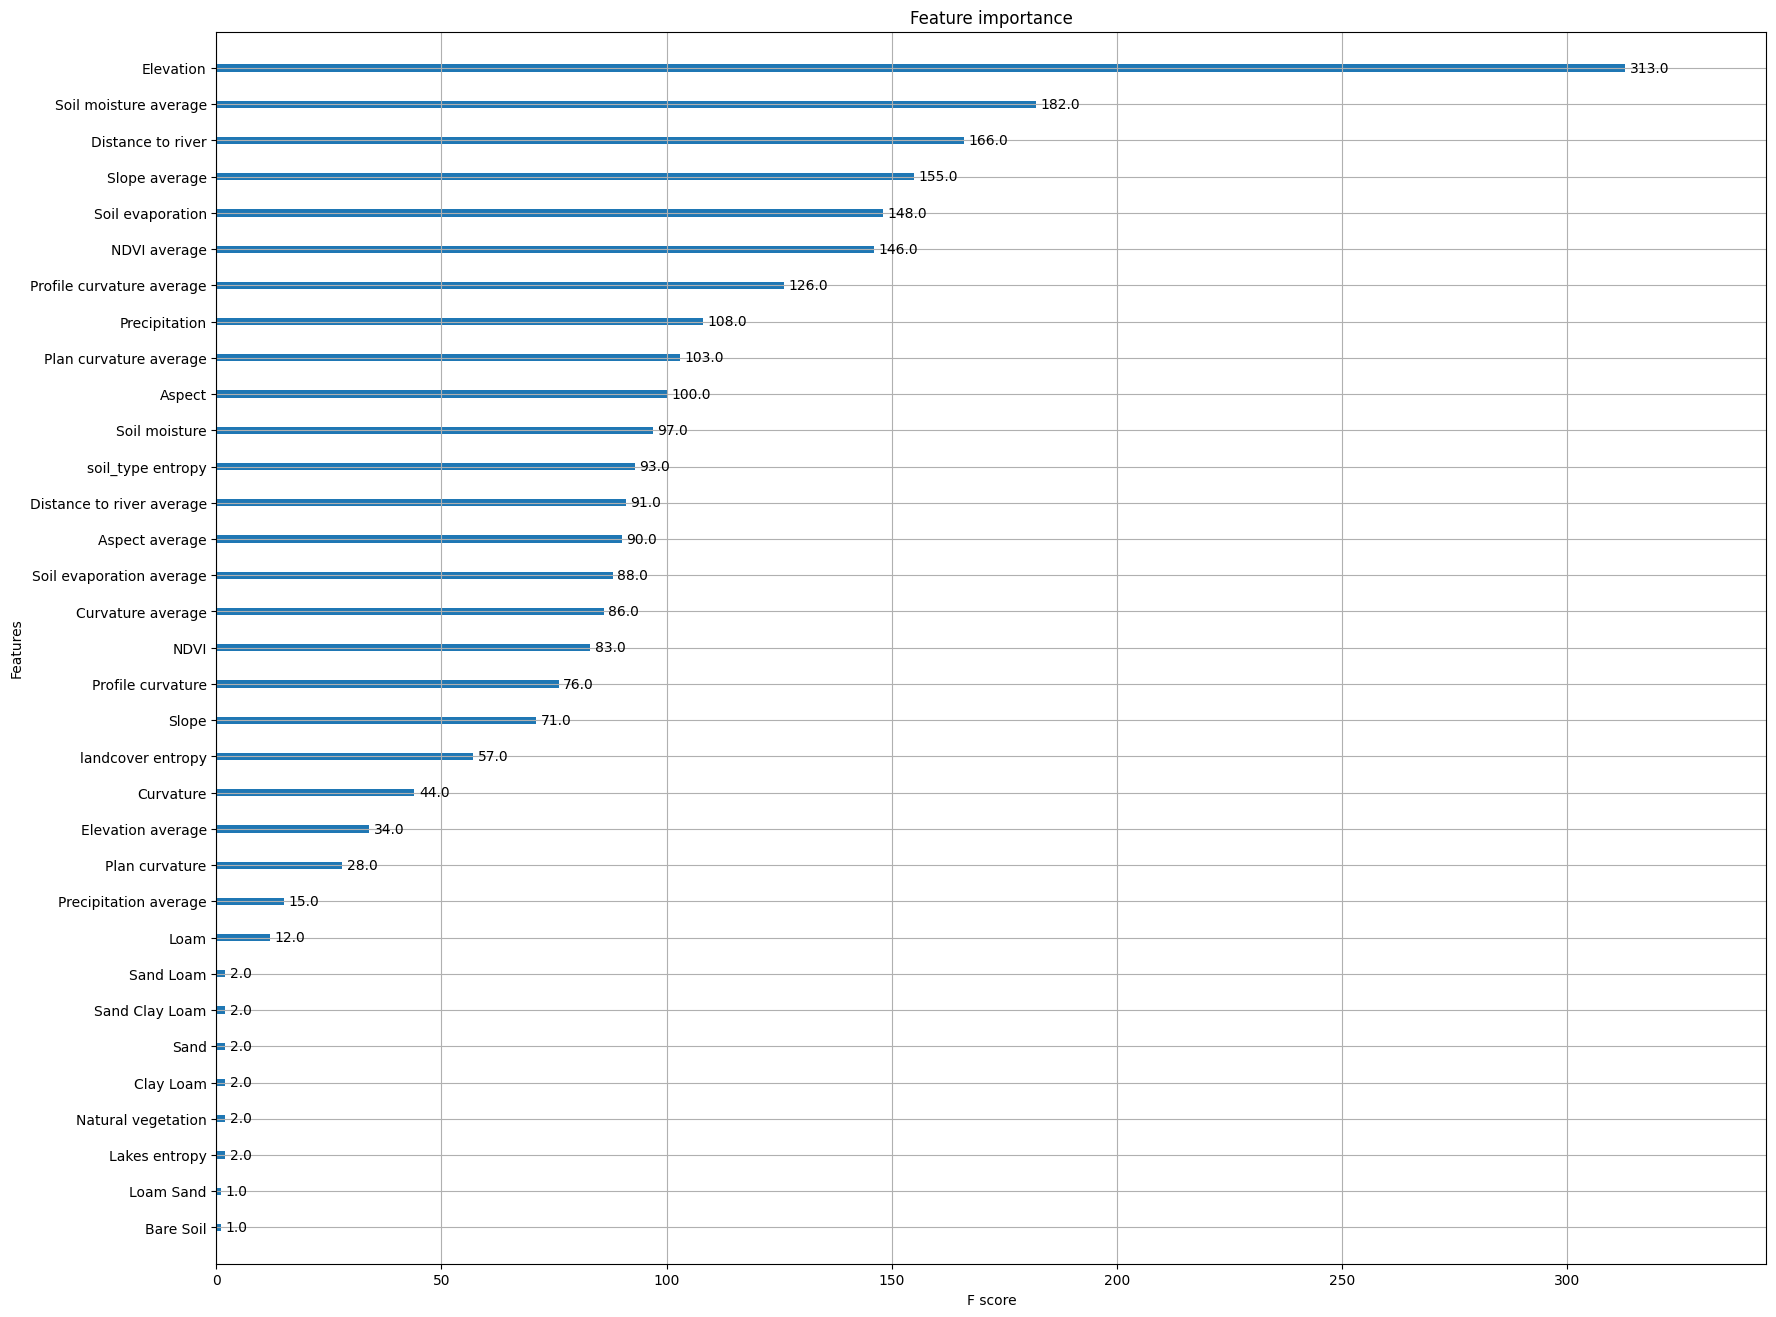 Feature importance
Features
Elevation 313.0
Soil moisture average 182.0
Distance to river 166.0
Slope average 155.0
Soil evaporation 148.0
NDVI average 146.0
Profile curvature average 126.0
Precipitation 108.0
Plan curvature average 103.0
Aspect 100.0
Soil moisture 97.0
soil_type entropy 93.0
Distance to river average 91.0
Aspect average 90.0
Soil evaporation average 88.0
Curvature average 86.0
NDVI 83.0
Profile curvature 76.0
Slope 71.0
landcover entropy 57.0
Curvature 44.0
Elevation average 34.0
Plan curvature 28.0
Precipitation average 15.0
Loam 12.0
Sand Loam 2.0
Sand Clay Loam 2.0
Sand 2.0
Clay Loam 2.0
Natural vegetation 2.0
Lakes entropy 2.0
Loam Sand 1.0
Bare Soil 1.0
0 50 100 150 200 250 300
F score